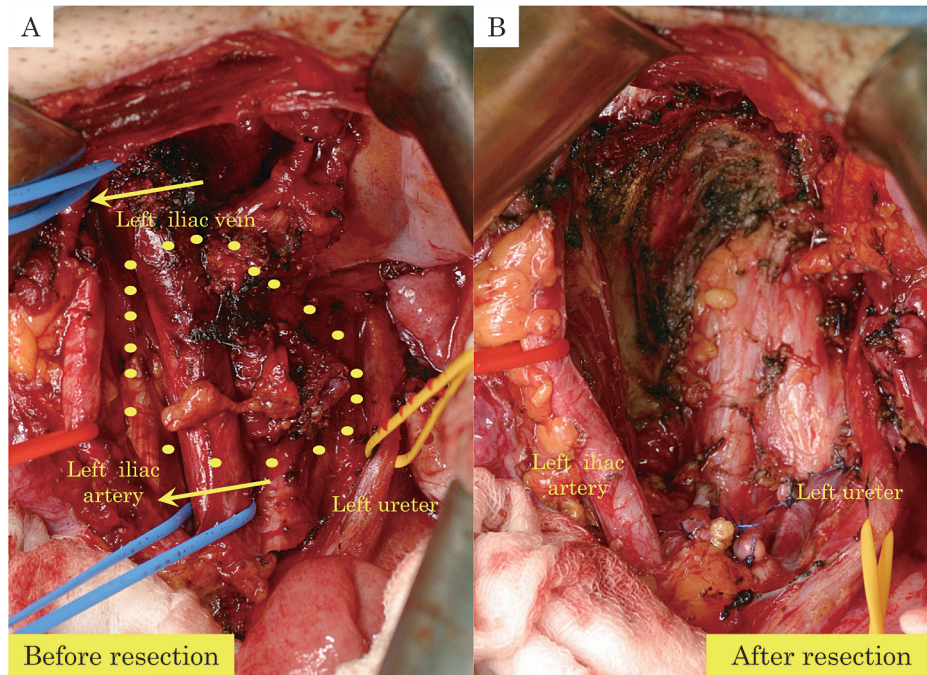 A
Left iliac vein
Left iliac
artery
Left ureter
Before resection
B
Left iliac
artery
Left ureter
After resection